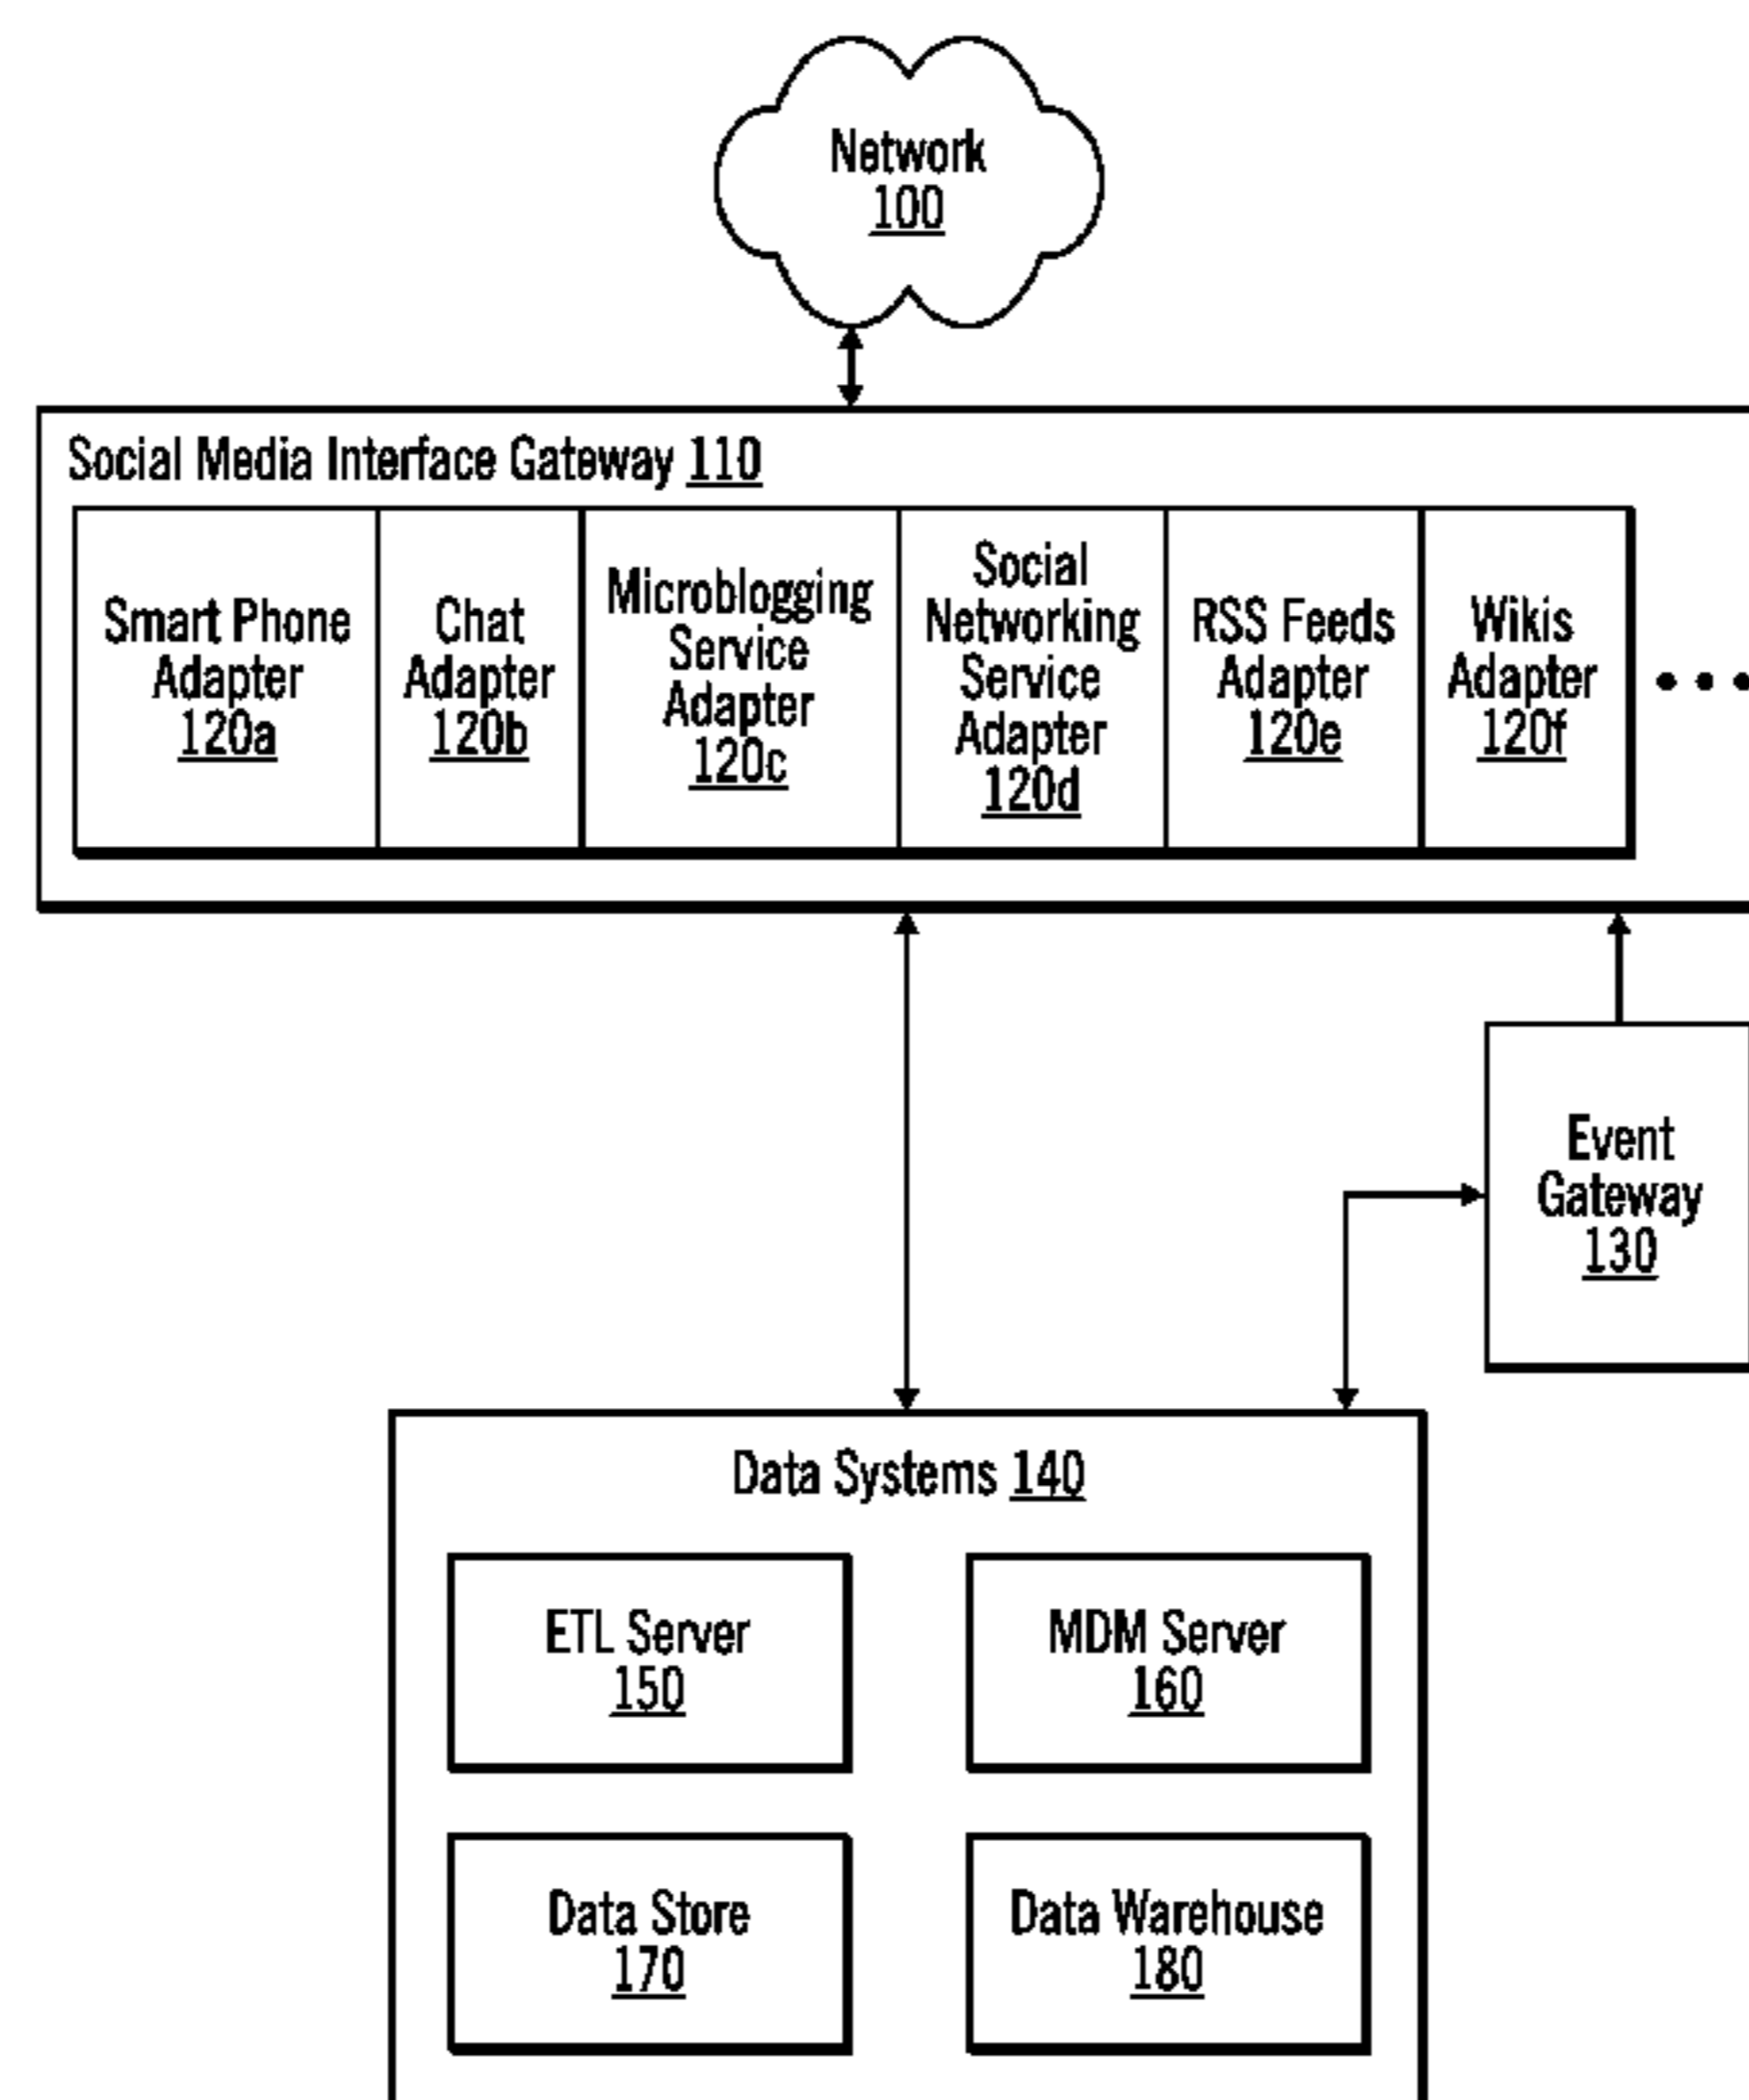 Network
100
Social Media Interface Gateway 110
Smart Phone
Adapter
120a
Chat
Adapter
120b
Microblogging
Service
Adapter
120c
Social
Networking
Service
Adapter
120d
RSS Feeds
Adapter
120e
Wikis
Adapter
120f
• • •
Event
Gateway
130
Data Systems 140
ETL Server
150
MDM Server
160
Data Store
170
Data Warehouse
180